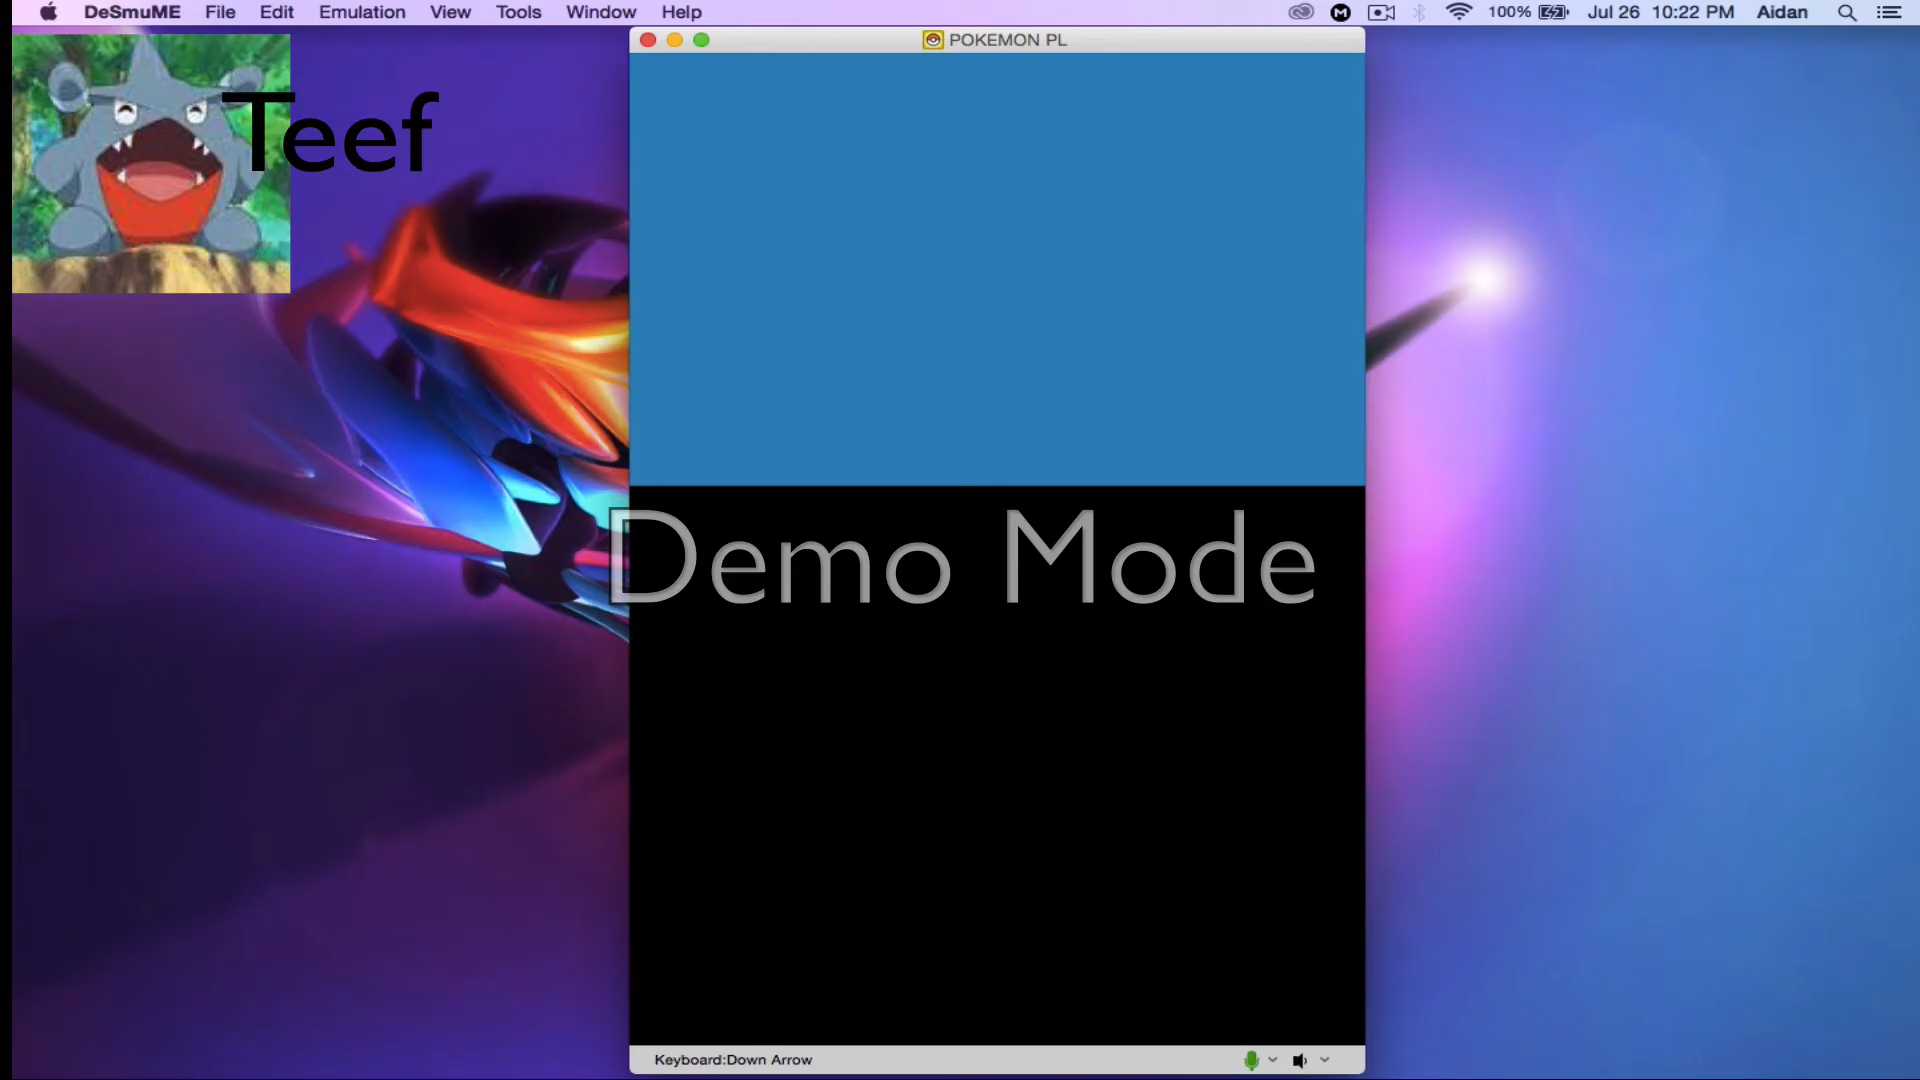 DeSmuME File Edit Emulation View Tools Window Help 100% Jul 26 10:22 PM Aidan
POKEMON PL
Teef
Demo Mode
Keyboard:Down Arrow